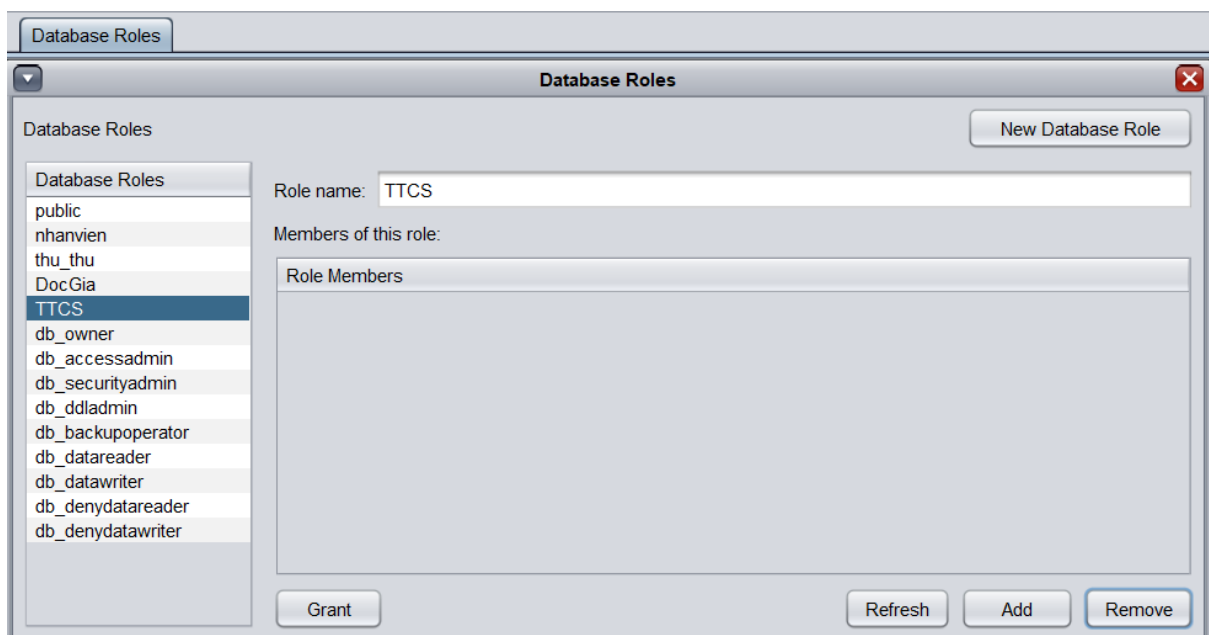 Database Roles
Database Roles
Database Roles
New Database Role
Database Roles
public
nhanvien
thu_thu
DocGia
TTCS
db_owner
db_accessadmin
db_securityadmin
db_ddladmin
db_backupoperator
db_datareader
db_datawriter
db_denydatareader
db_denydatawriter
Role name: TTCS
Members of this role:
Role Members
Grant
Refresh
Add
Remove